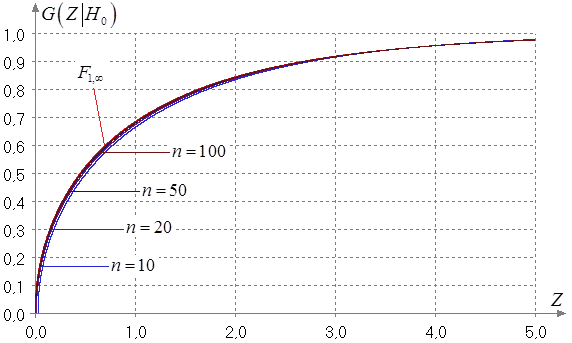 G(Z|H₀)
1,0
0,9
F₁,∞
0,8
0,7
0,6
n = 100
0,5
n = 50
0,4
0,3
n = 20
0,2
n = 10
0,1
Z
0,0
0,0 1,0 2,0 3,0 4,0 5,0